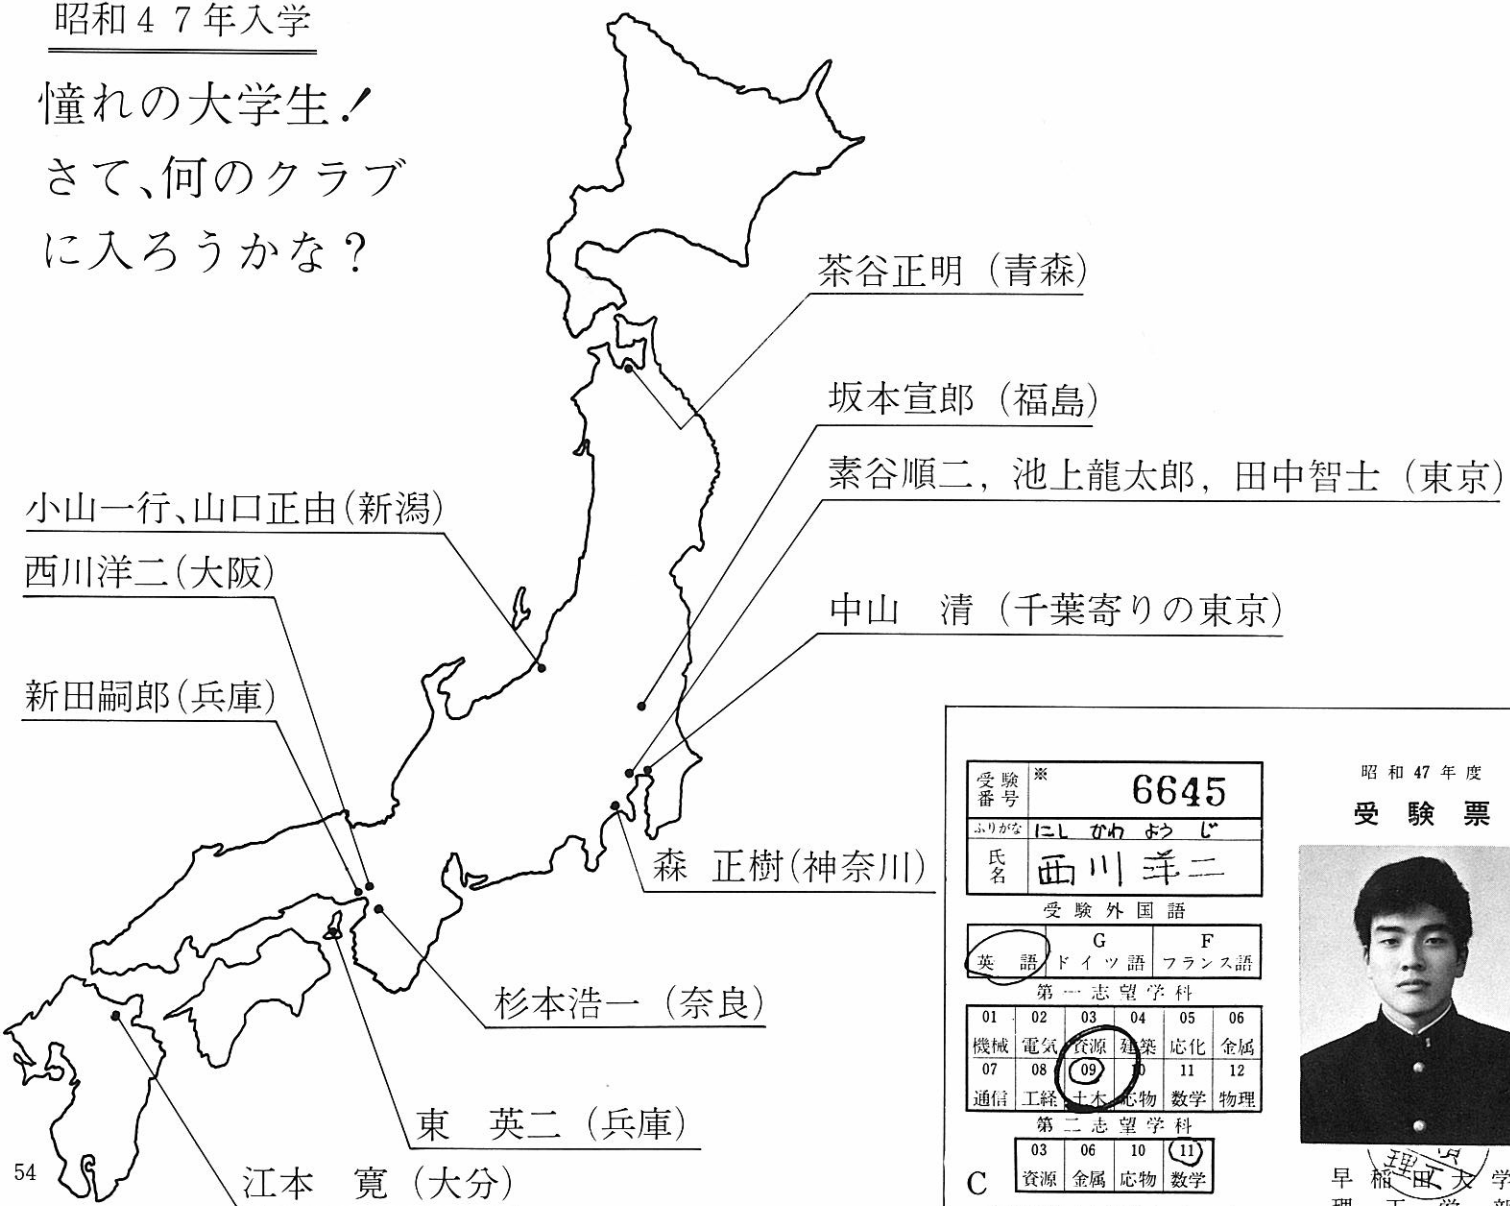 昭和47年入学
憧れの大学生！
さて、何のクラブ
に入ろうかな？
茶谷正明（青森）
坂本宣郎（福島）
素谷順二，池上龍太郎，田中智士（東京）
小山一行、山口正由(新潟)
西川洋二(大阪)
中山　清（千葉寄りの東京）
新田嗣郎(兵庫)
森 正樹(神奈川)
杉本浩一（奈良）
東　英二（兵庫）
江本　寛（大分）
54
昭和47年度
受験票
受験番号 ※ 6645
ふりがな にしかわ ようじ
氏名 西川洋二
受験外国語
英語 G ドイツ語 F フランス語
第一志望学科
01 02 03 04 05 06
機械 電気 資源 建築 応化 金属
07 08 09 10 11 12
通信 工経 土木 応物 数学 物理
第二志望学科
03 06 10 11
資源 金属 応物 数学
C
早稲田大学
理工学部